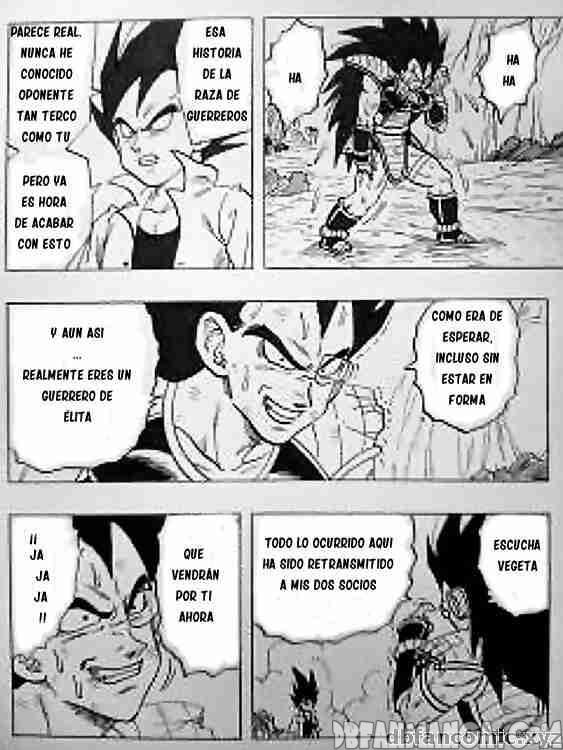 HA
HA
HA
ESA
HISTORIA
DE LA
RAZA DE
GUERREROS
PARECE REAL.
NUNCA HE
CONOCIDO
OPONENTE
TAN TERCO
COMO TU
PERO YA
ES HORA
DE ACABAR
CON ESTO
COMO ERA DE
ESPERAR,
INCLUSO SIN
ESTAR EN
FORMA
Y AUN ASI
...
REALMENTE ERES UN
GUERRERO DE
ÉLITA
ESCUCHA
VEGETA
TODO LO OCURRIDO AQUI
HA SIDO RETRANSMITIDO
A MIS DOS SOCIOS
QUE
VENDRÁN
POR TI
AHORA
¡¡
JA
JA
JA
!!
dbfancomic.xyz